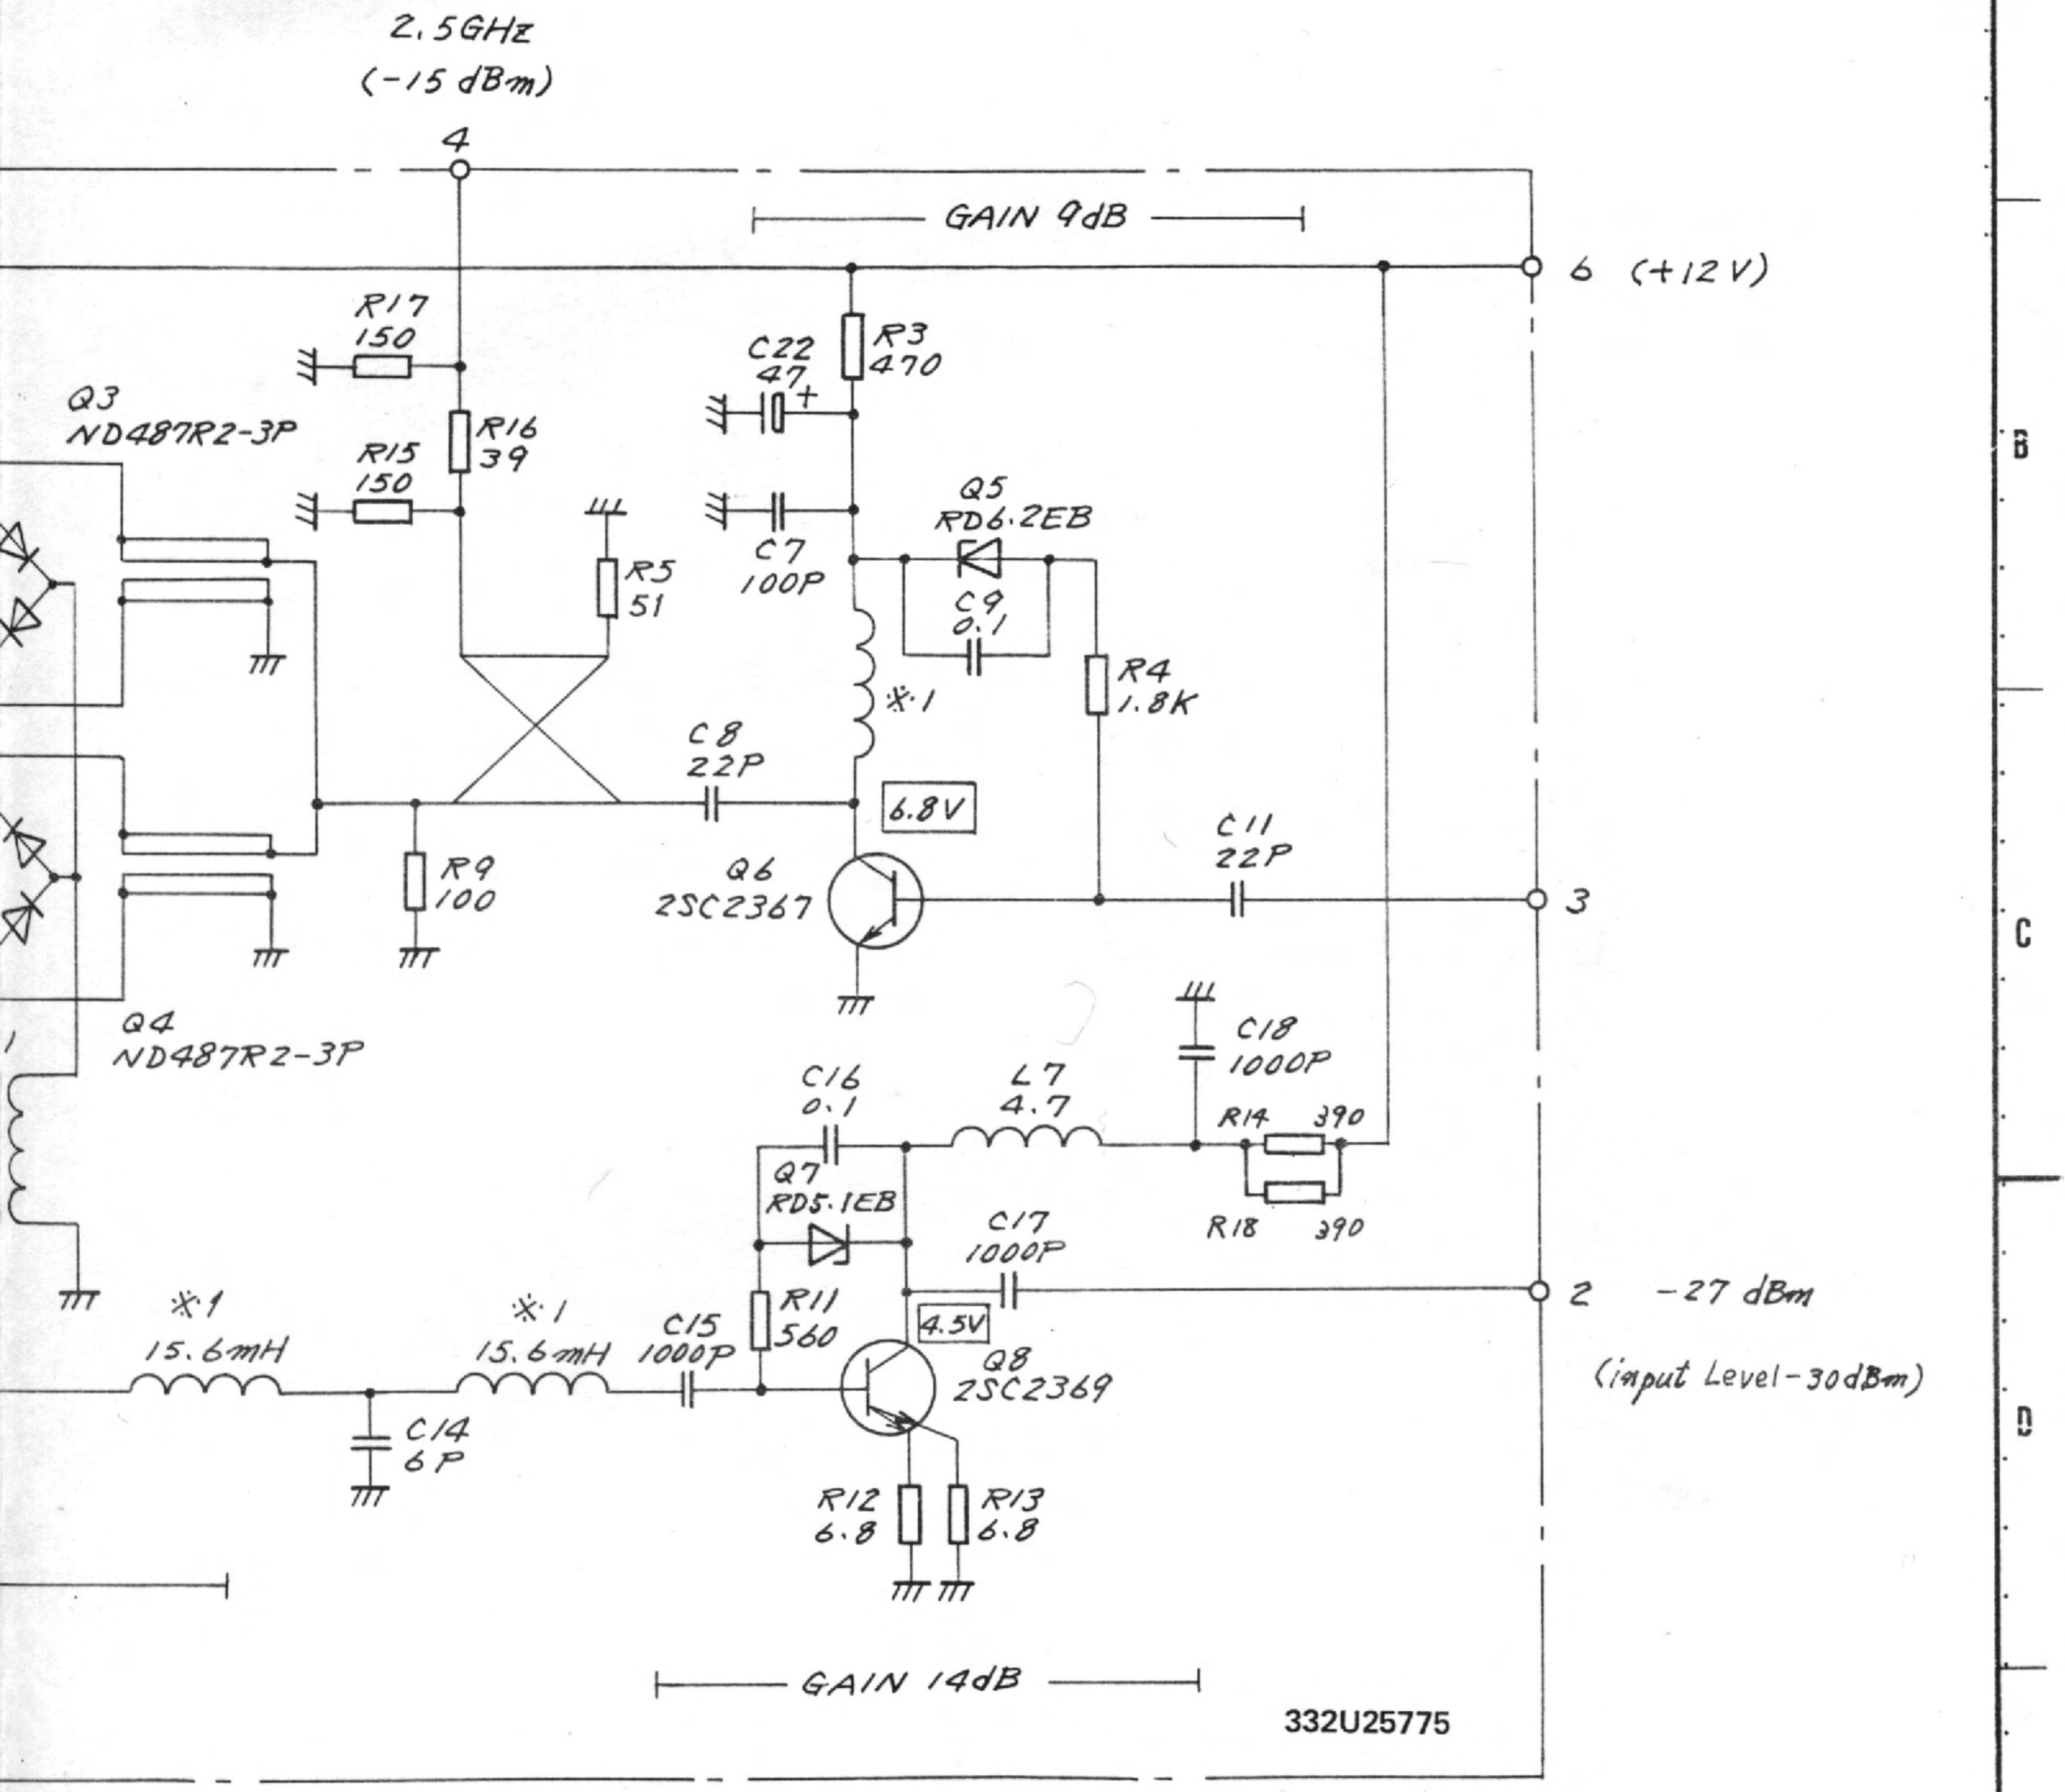 2.5GHz
(-15 dBm)
4
GAIN 9dB
6 (+12V)
R17
150
R3
470
C22
47
+
Q3
ND487R2-3P
R16
39
R15
150
B
Q5
RD6.2EB
C7
100P
R5
51
C9
0.1
R4
1.8K
※1
C8
22P
6.8V
C11
22P
R9
100
Q6
2SC2367
3
C
Q4
ND487R2-3P
C18
1000P
C16
0.1
L7
4.7
R14 390
Q7
RD5.1EB
R18 390
C17
1000P
2 -27 dBm
※1
15.6mH
※1
15.6mH
C15
1000P
R11
560
4.5V
Q8
2SC2369
(input Level-30dBm)
D
C14
6P
R12
6.8
R13
6.8
GAIN 14dB
332U25775